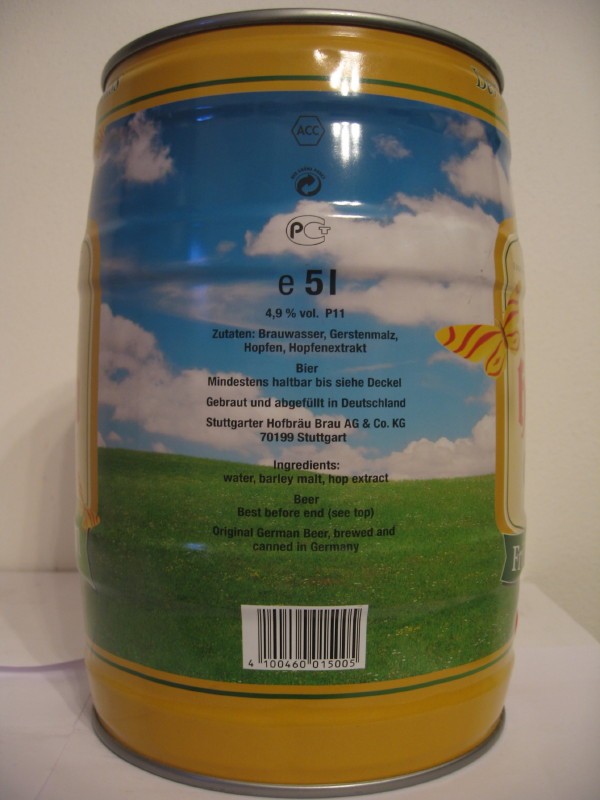 ACC
PCT
e 5l
4,9 % vol. P11
Zutaten: Brauwasser, Gerstenmalz,
Hopfen, Hopfenextrakt
Bier
Mindestens haltbar bis siehe Deckel
Gebraut und abgefüllt in Deutschland
Stuttgarter Hofbräu Brau AG & Co. KG
70199 Stuttgart
Ingredients:
water, barley malt, hop extract
Beer
Best before end (see top)
Original German Beer, brewed and
canned in Germany
4 100460 015005